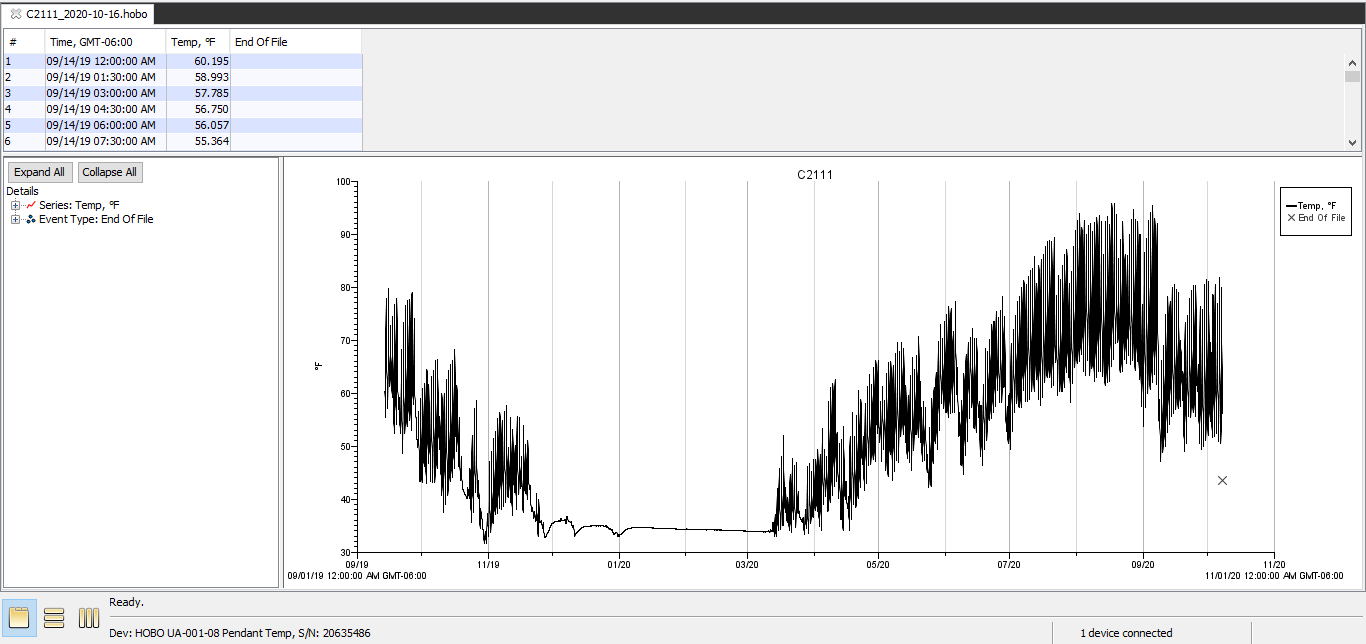 C2111_2020-10-16.hobo
# Time, GMT-06:00 Temp, °F End Of File
1 09/14/19 12:00:00 AM 60.195
2 09/14/19 01:30:00 AM 58.993
3 09/14/19 03:00:00 AM 57.785
4 09/14/19 04:30:00 AM 56.750
5 09/14/19 06:00:00 AM 56.057
6 09/14/19 07:30:00 AM 55.364
Expand All Collapse All
Details
Series: Temp, °F
Event Type: End Of File
C2111
100
90
80
70
60
50
40
30
°F
Temp, °F
End Of File
09/19 11/19 01/20 03/20 05/20 07/20 09/20 11/20
09/01/19 12:00:00 AM GMT-06:00 11/01/20 12:00:00 AM GMT-06:00
Ready.
Dev: HOBO UA-001-08 Pendant Temp, S/N: 20635486 1 device connected